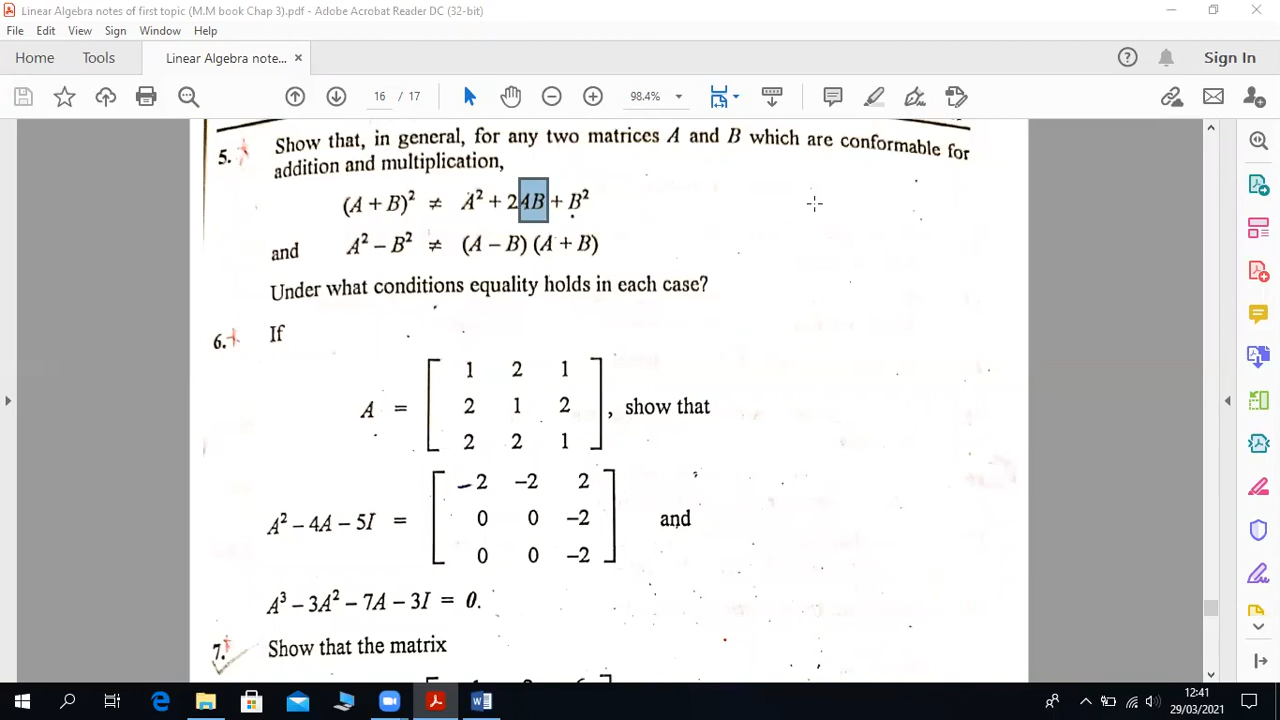 Linear Algebra notes of first topic (M.M book Chap 3).pdf - Adobe Acrobat Reader DC (32-bit)
File Edit View Sign Window Help
Home Tools Linear Algebra note... × Sign In
16 / 17 98.4%
5. Show that, in general, for any two matrices A and B which are conformable for
addition and multiplication,
(A + B)² ≠ A² + 2AB + B²
and A² – B² ≠ (A – B) (A + B)
Under what conditions equality holds in each case?
6. If
A = [ 1 2 1
2 1 2
2 2 1 ] , show that
A² – 4A – 5I = [ –2 –2 2
0 0 –2
0 0 –2 ] and
A³ – 3A² – 7A – 3I = 0.
7. Show that the matrix
12:41
29/03/2021